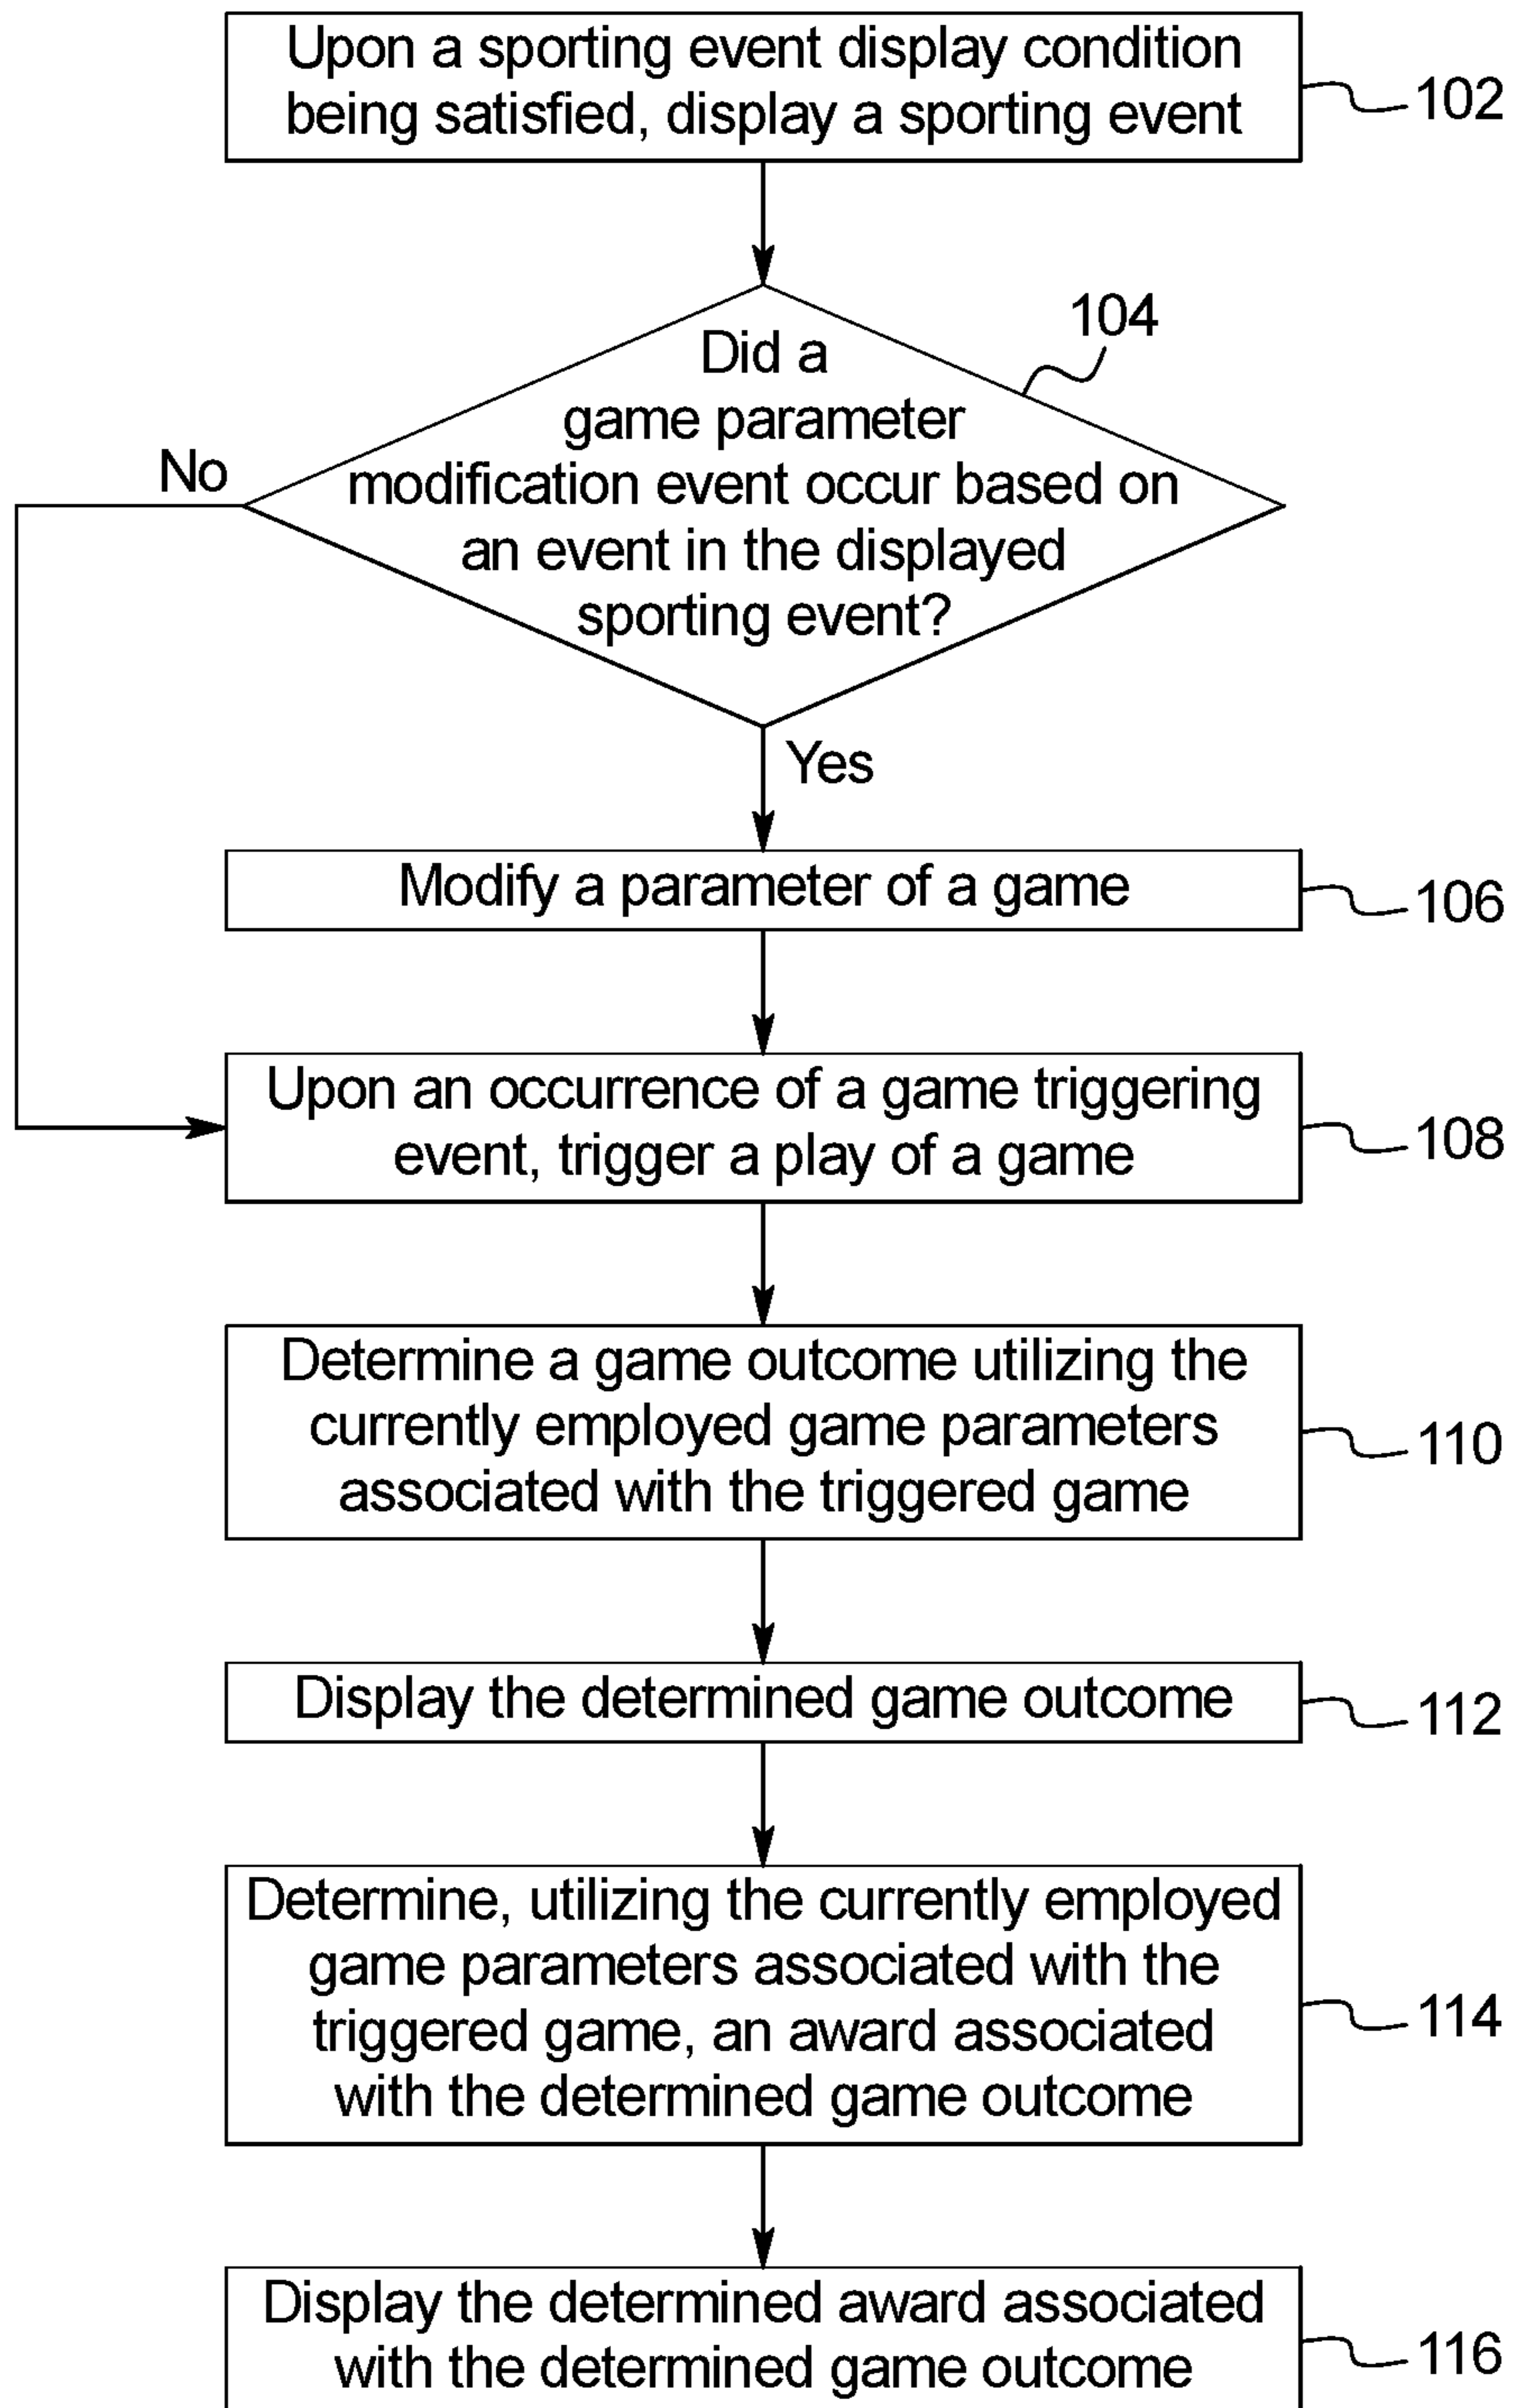 Upon a sporting event display condition
being satisfied, display a sporting event
102
104
Did a
game parameter
modification event occur based on
an event in the displayed
sporting event?
No
Yes
Modify a parameter of a game
106
Upon an occurrence of a game triggering
event, trigger a play of a game
108
Determine a game outcome utilizing the
currently employed game parameters
associated with the triggered game
110
Display the determined game outcome
112
Determine, utilizing the currently employed
game parameters associated with the
triggered game, an award associated
with the determined game outcome
114
Display the determined award associated
with the determined game outcome
116